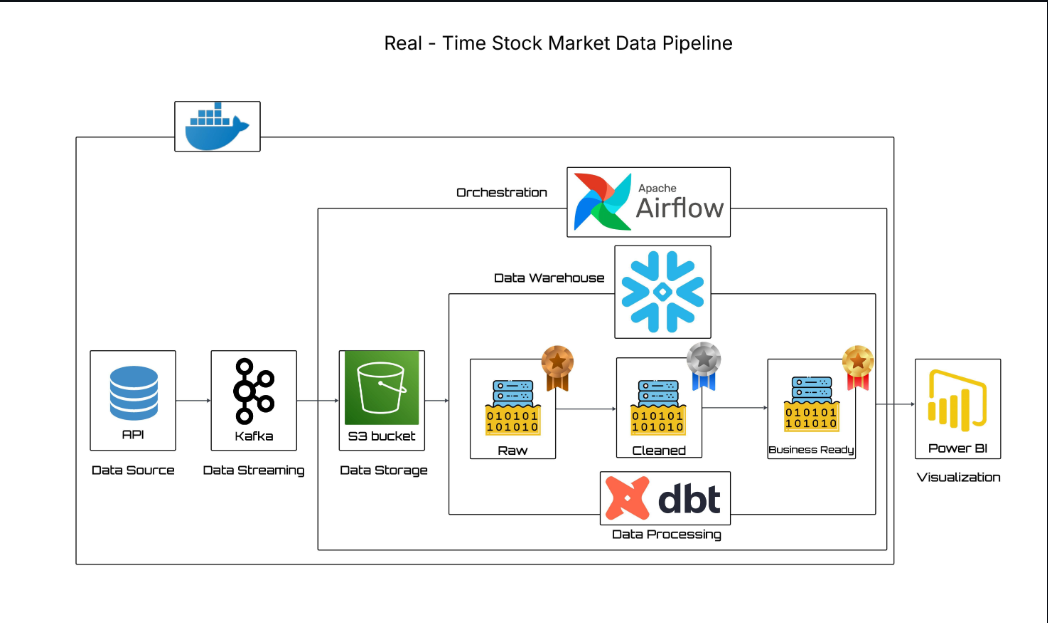 Real - Time Stock Market Data Pipeline
Orchestration
Apache
Airflow
Data Warehouse
API
Kafka
S3 bucket
010101
101010
Raw
010101
101010
Cleaned
010101
101010
Business Ready
Power BI
Data Source
Data Streaming
Data Storage
Visualization
dbt
Data Processing